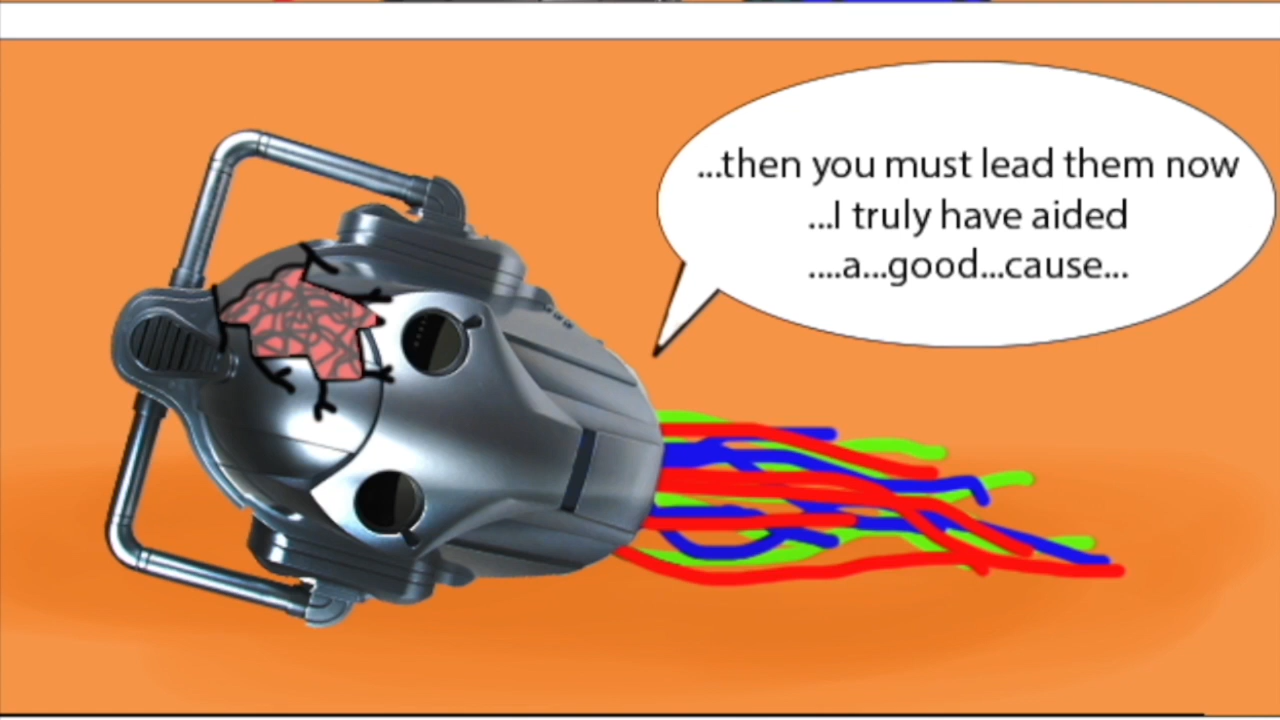 ...then you must lead them now
...I truly have aided
....a...good...cause...